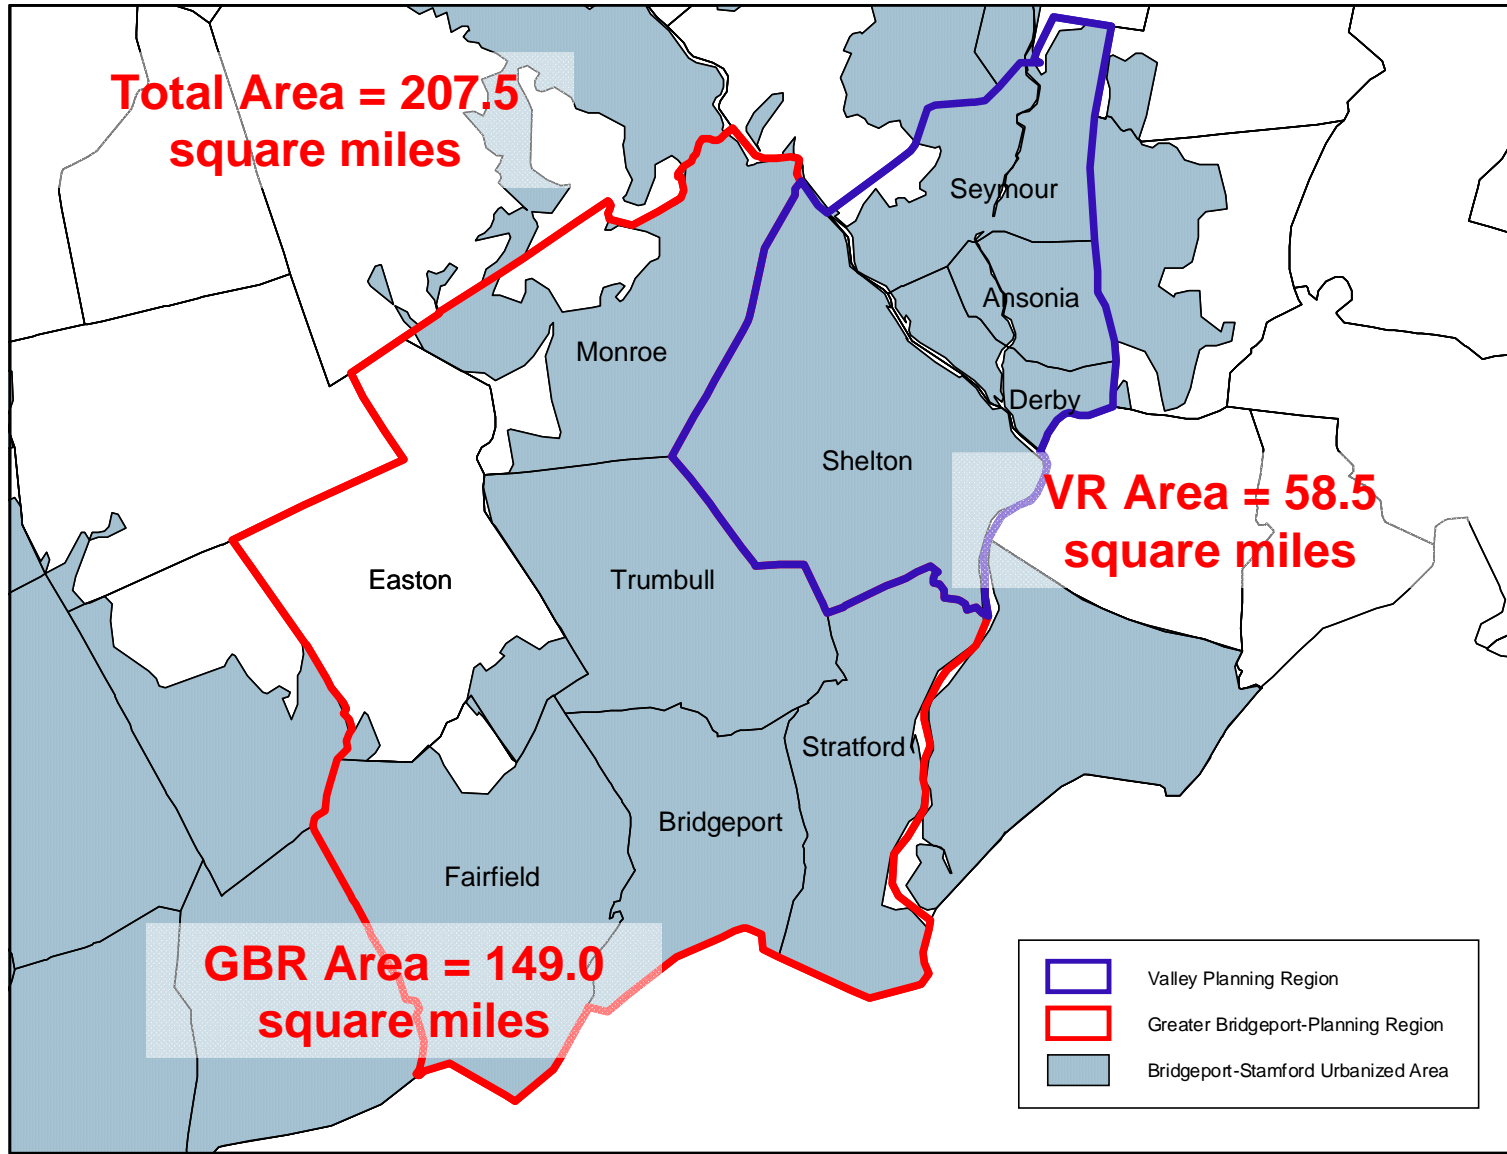 Total Area = 207.5
square miles
Seymour
Ansonia
Monroe
Derby
Shelton
VR Area = 58.5
square miles
Easton
Trumbull
Stratford
Bridgeport
Fairfield
GBR Area = 149.0
square miles
Valley Planning Region
Greater Bridgeport-Planning Region
Bridgeport-Stamford Urbanized Area